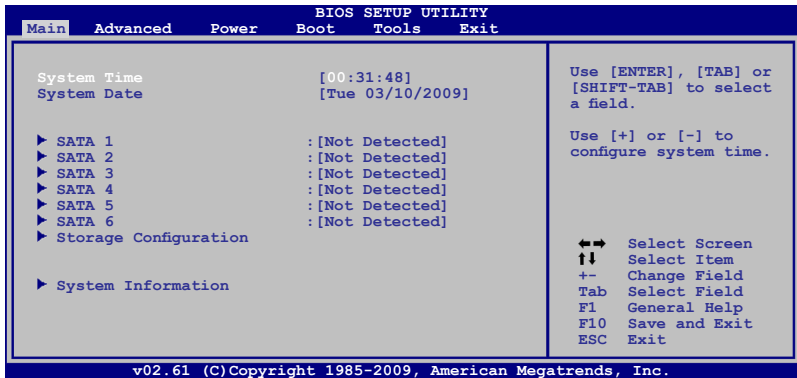 BIOS SETUP UTILITY
Main Advanced Power Boot Tools Exit
System Time [00:31:48]
System Date [Tue 03/10/2009]
SATA 1 :[Not Detected]
SATA 2 :[Not Detected]
SATA 3 :[Not Detected]
SATA 4 :[Not Detected]
SATA 5 :[Not Detected]
SATA 6 :[Not Detected]
Storage Configuration
System Information
Use [ENTER], [TAB] or
[SHIFT-TAB] to select
a field.
Use [+] or [-] to
configure system time.
←→ Select Screen
↑↓ Select Item
+- Change Field
Tab Select Field
F1 General Help
F10 Save and Exit
ESC Exit
v02.61 (C)Copyright 1985-2009, American Megatrends, Inc.